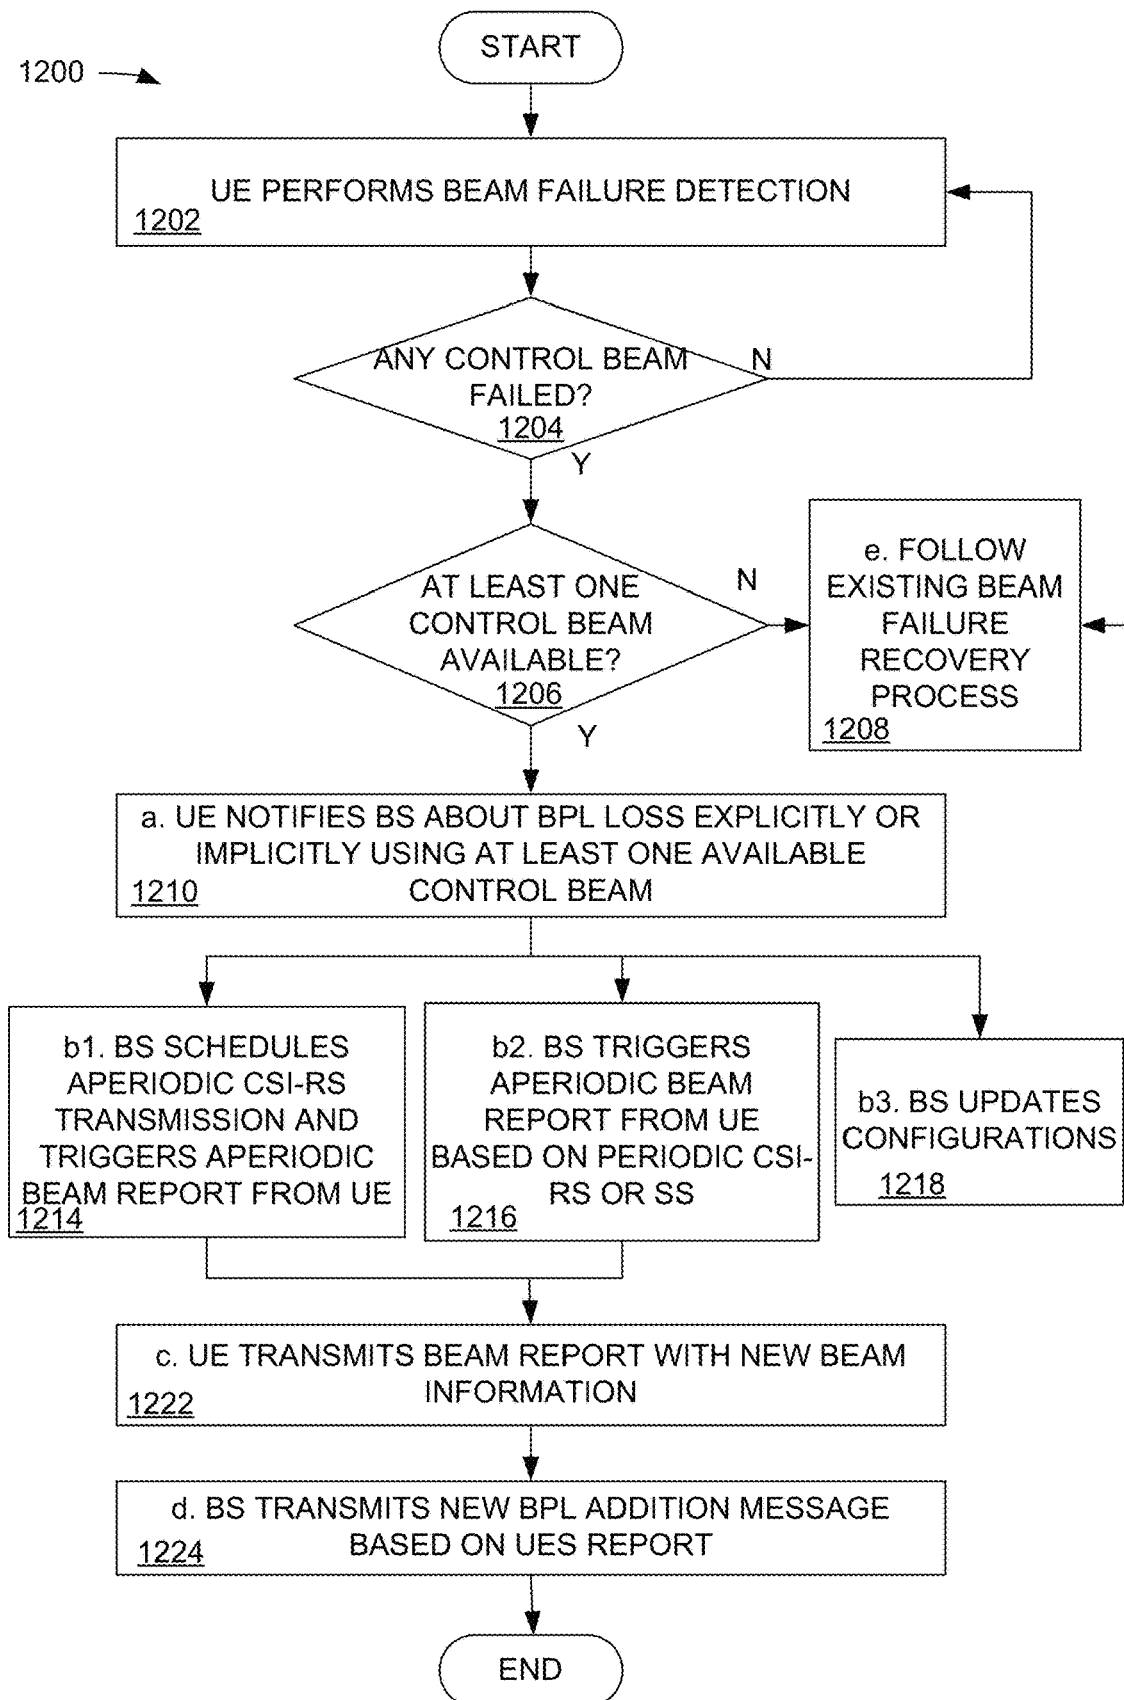 START
1200
UE PERFORMS BEAM FAILURE DETECTION
1202
ANY CONTROL BEAM
FAILED?
1204
N
Y
AT LEAST ONE
CONTROL BEAM
AVAILABLE?
1206
N
Y
e. FOLLOW
EXISTING BEAM
FAILURE
RECOVERY
PROCESS
1208
a. UE NOTIFIES BS ABOUT BPL LOSS EXPLICITLY OR
IMPLICITLY USING AT LEAST ONE AVAILABLE
CONTROL BEAM
1210
b1. BS SCHEDULES
APERIODIC CSI-RS
TRANSMISSION AND
TRIGGERS APERIODIC
BEAM REPORT FROM UE
1214
b2. BS TRIGGERS
APERIODIC BEAM
REPORT FROM UE
BASED ON PERIODIC CSI-
RS OR SS
1216
b3. BS UPDATES
CONFIGURATIONS
1218
c. UE TRANSMITS BEAM REPORT WITH NEW BEAM
INFORMATION
1222
d. BS TRANSMITS NEW BPL ADDITION MESSAGE
BASED ON UES REPORT
1224
END